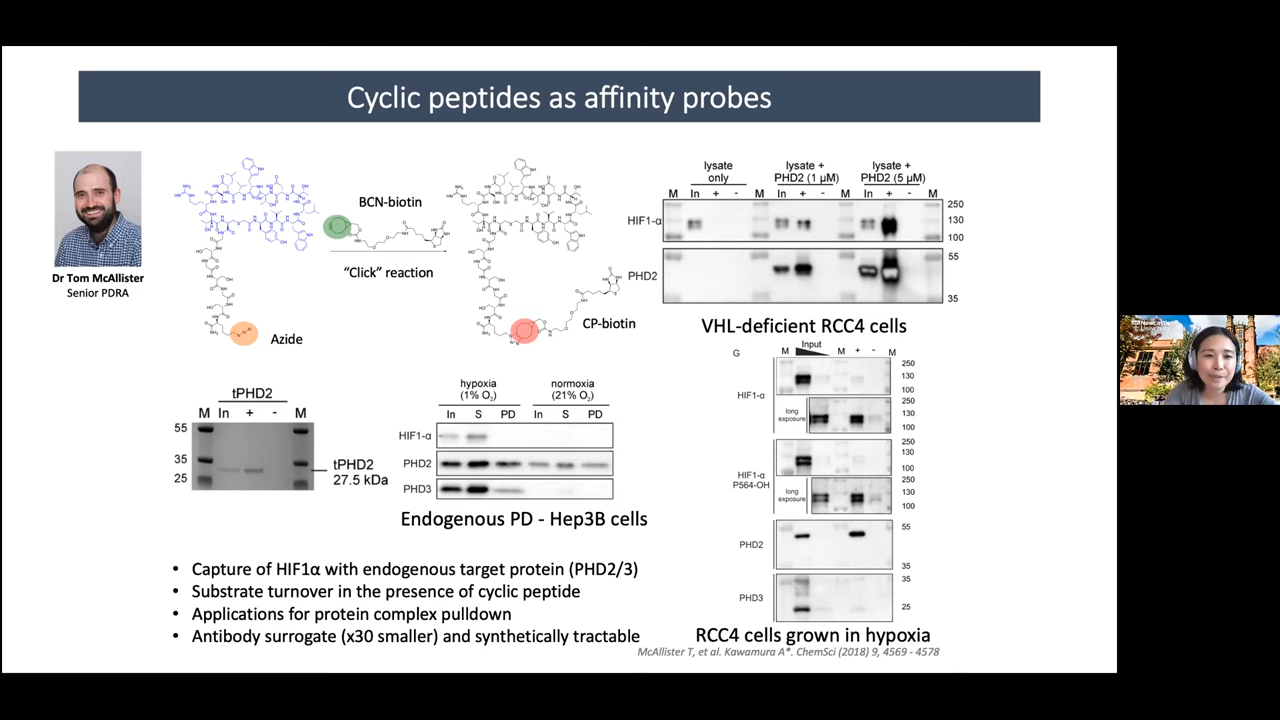 Cyclic peptides as affinity probes
Dr Tom McAllister
Senior PDRA
BCN-biotin
"Click" reaction
Azide
CP-biotin
lysate only
lysate + PHD2 (1 μM)
lysate + PHD2 (5 μM)
M In + - M In + - M In + - M
HIF1-α
250
130
100
PHD2
55
35
VHL-deficient RCC4 cells
tPHD2
M In + - M
55
35
25
tPHD2
27.5 kDa
hypoxia (1% O₂)
normoxia (21% O₂)
In S PD In S PD
HIF1-α
PHD2
PHD3
Endogenous PD - Hep3B cells
G
Input
M M + - M
HIF1-α
250
130
100
long exposure
250
130
100
HIF1-α P564-OH
250
130
100
long exposure
250
130
100
PHD2
55
35
PHD3
35
25
RCC4 cells grown in hypoxia
• Capture of HIF1α with endogenous target protein (PHD2/3)
• Substrate turnover in the presence of cyclic peptide
• Applications for protein complex pulldown
• Antibody surrogate (x30 smaller) and synthetically tractable
McAllister T, et al. Kawamura A*. ChemSci (2018) 9, 4569 - 4578
Newcastle
University